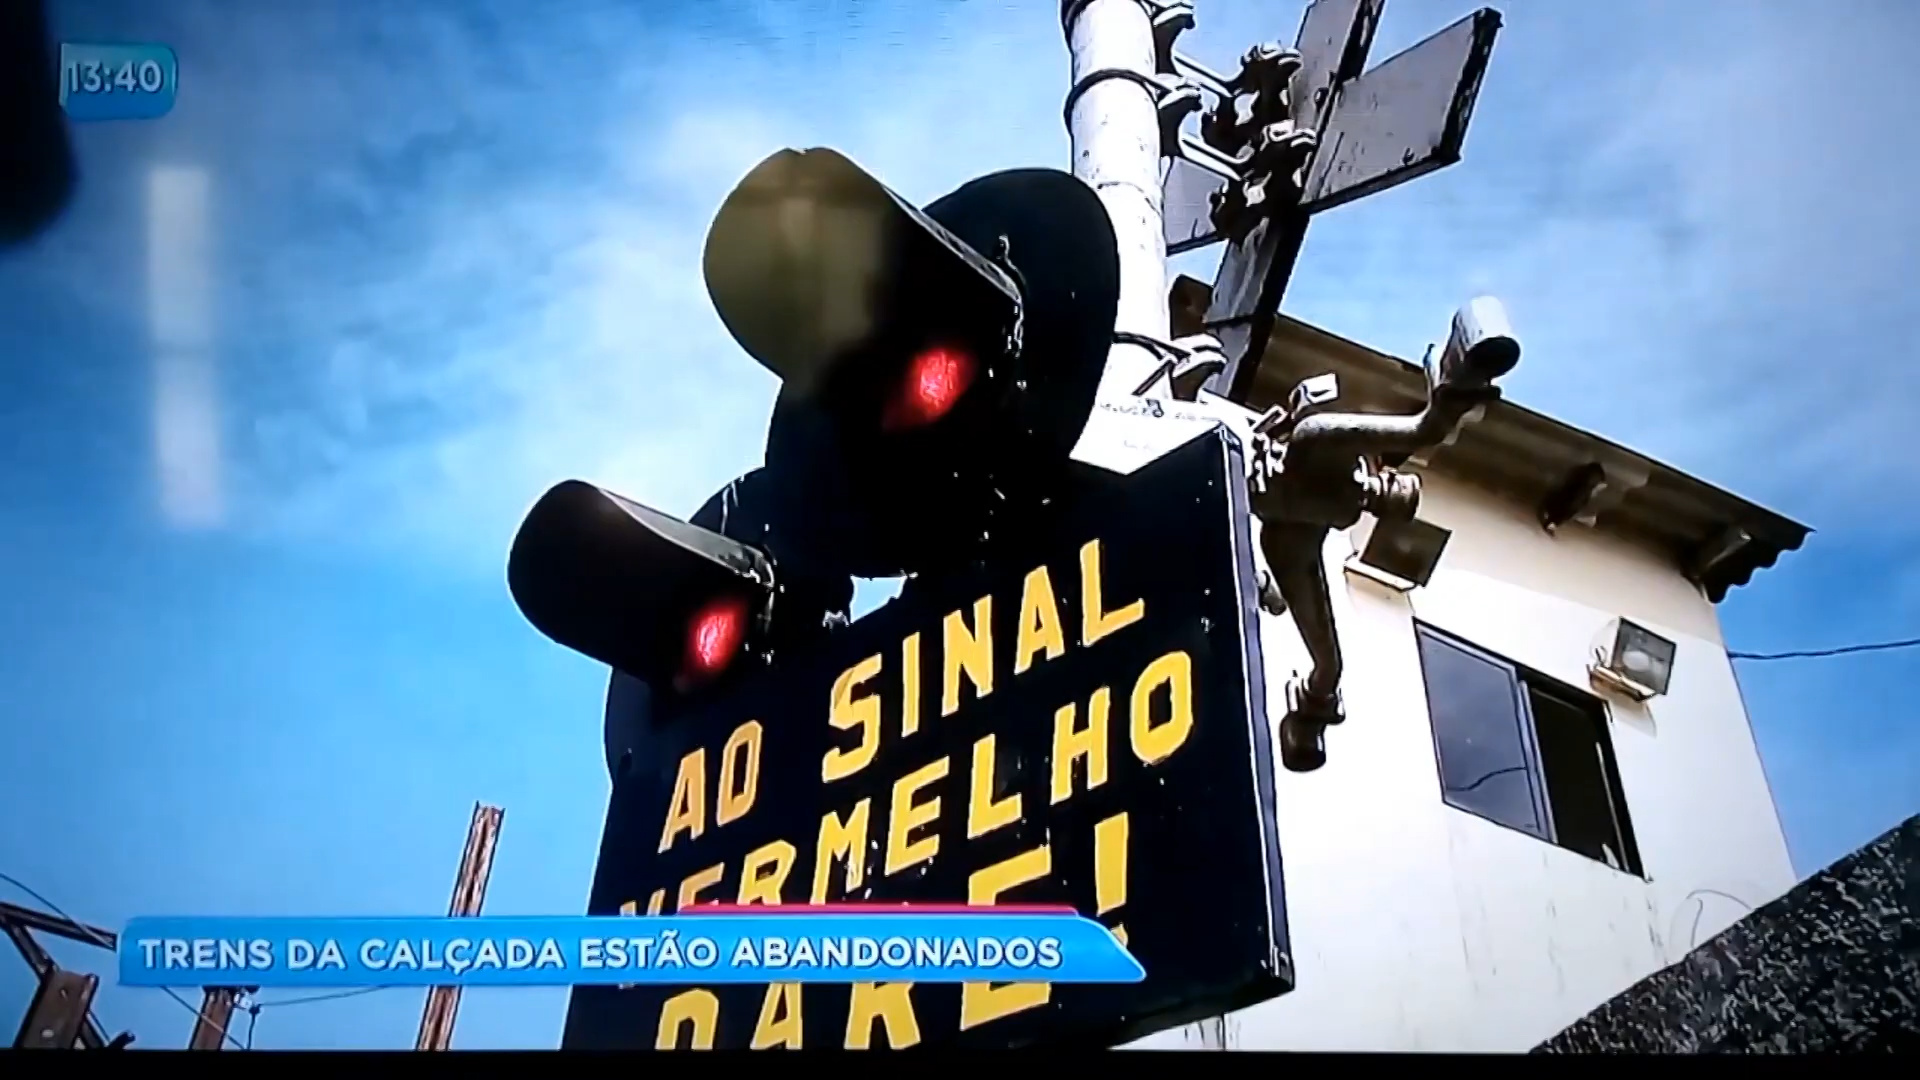 13:40
AO SINAL
VERMELHO
PARE!
TRENS DA CALÇADA ESTÃO ABANDONADOS